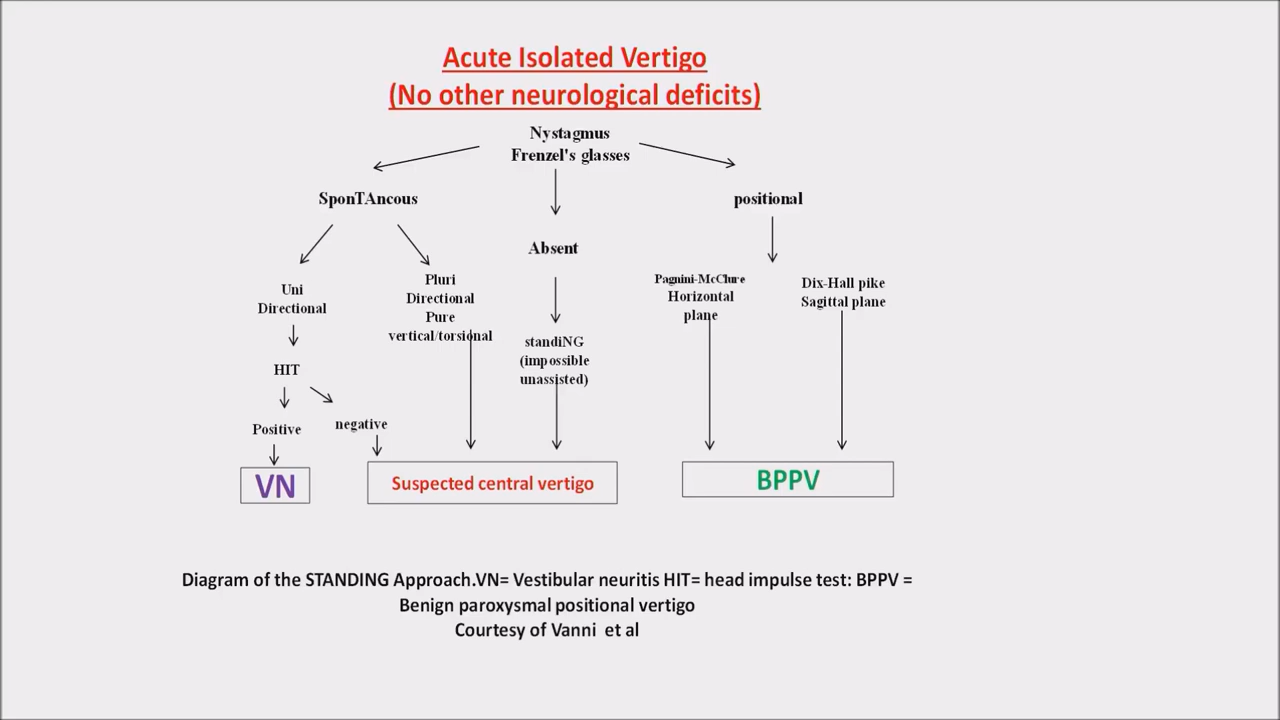 Acute Isolated Vertigo
(No other neurological deficits)
Nystagmus
Frenzel's glasses
SponTAncous
positional
Absent
Uni
Directional
Pluri
Directional
Pure
vertical/torsional
Pagnini-McClure
Horizontal
plane
Dix-Hall pike
Sagittal plane
standiNG
(impossible
unassisted)
HIT
Positive
negative
VN
Suspected central vertigo
BPPV
Diagram of the STANDING Approach.VN= Vestibular neuritis HIT= head impulse test: BPPV =
Benign paroxysmal positional vertigo
Courtesy of Vanni et al